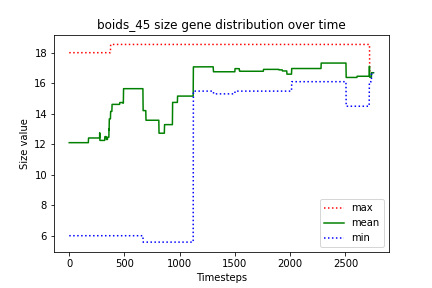 boids_45 size gene distribution over time
Size value
18
16
14
12
10
8
6
0
500
1000
1500
2000
2500
Timesteps
max
mean
min